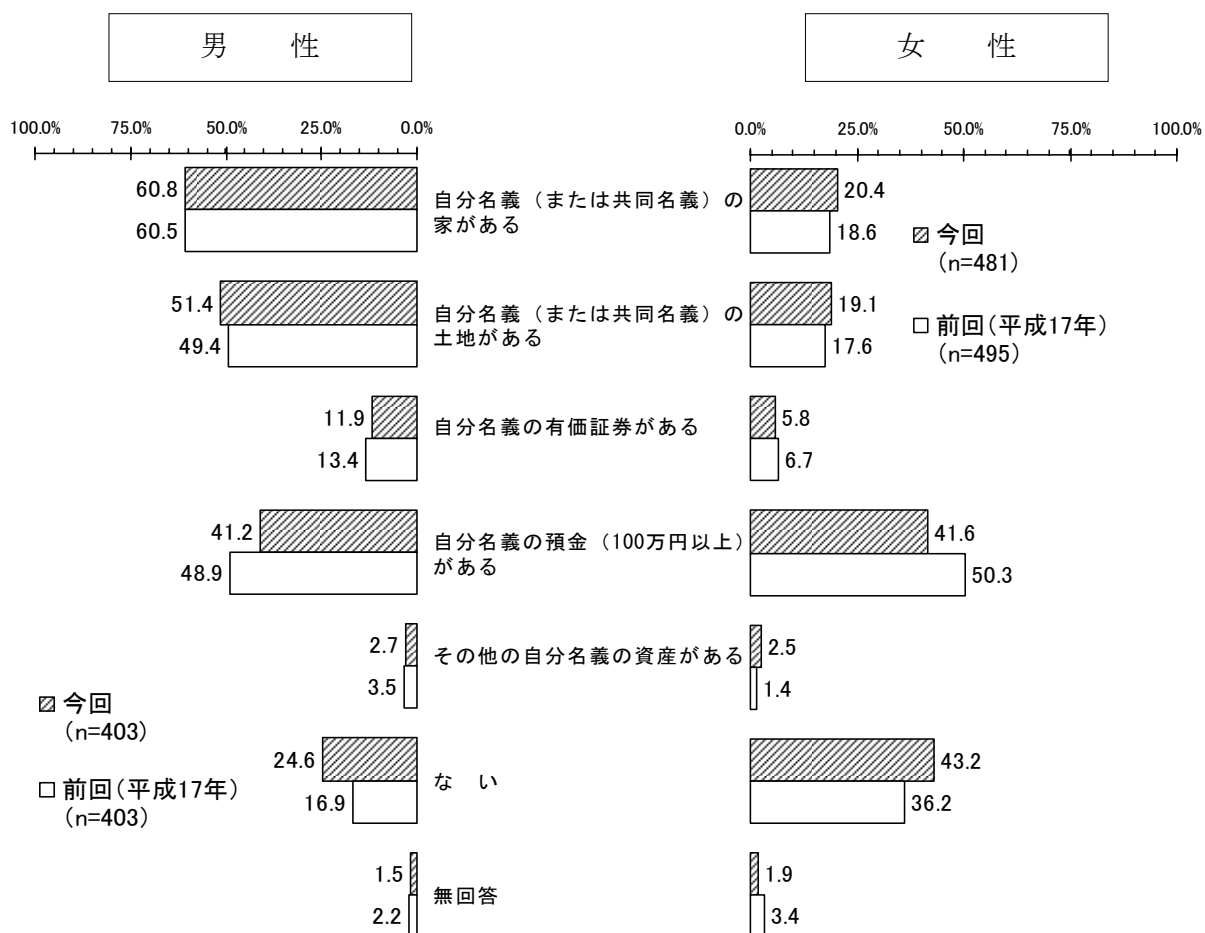 男　　性
女　　性
100.0% 75.0% 50.0% 25.0% 0.0%
0.0% 25.0% 50.0% 75.0% 100.0%
60.8
60.5
自分名義（または共同名義）の
家がある
20.4
18.6
今回
(n=481)
前回(平成17年)
(n=495)
51.4
49.4
自分名義（または共同名義）の
土地がある
19.1
17.6
11.9
13.4
自分名義の有価証券がある
5.8
6.7
41.2
48.9
自分名義の預金（100万円以上）
がある
41.6
50.3
2.7
3.5
その他の自分名義の資産がある
2.5
1.4
今回
(n=403)
前回(平成17年)
(n=403)
24.6
16.9
な　い
43.2
36.2
1.5
2.2
無回答
1.9
3.4